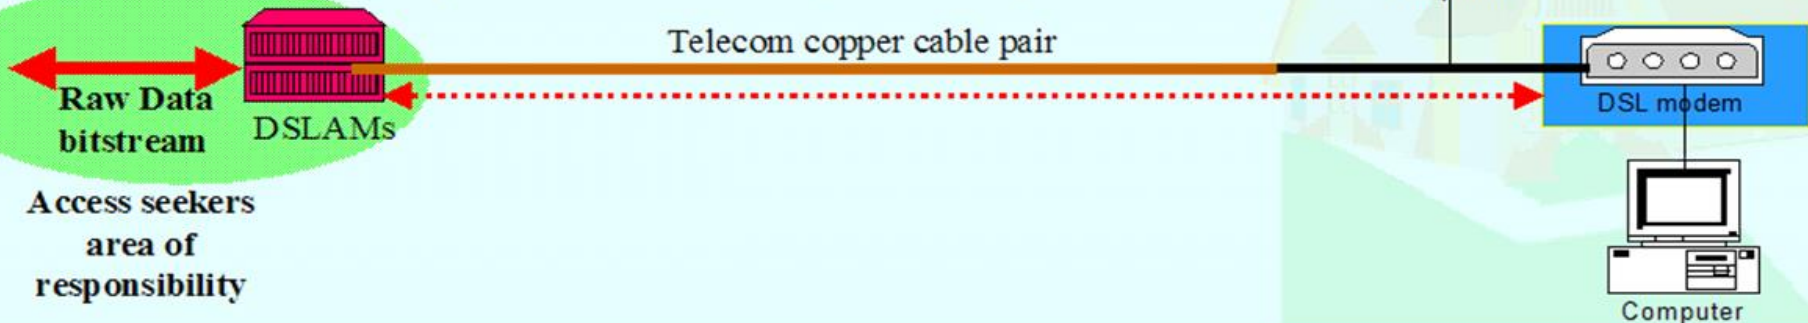 Telecom copper cable pair
Raw Data
bitstream
DSLAMs
DSL modem
Access seekers
area of
responsibility
Computer